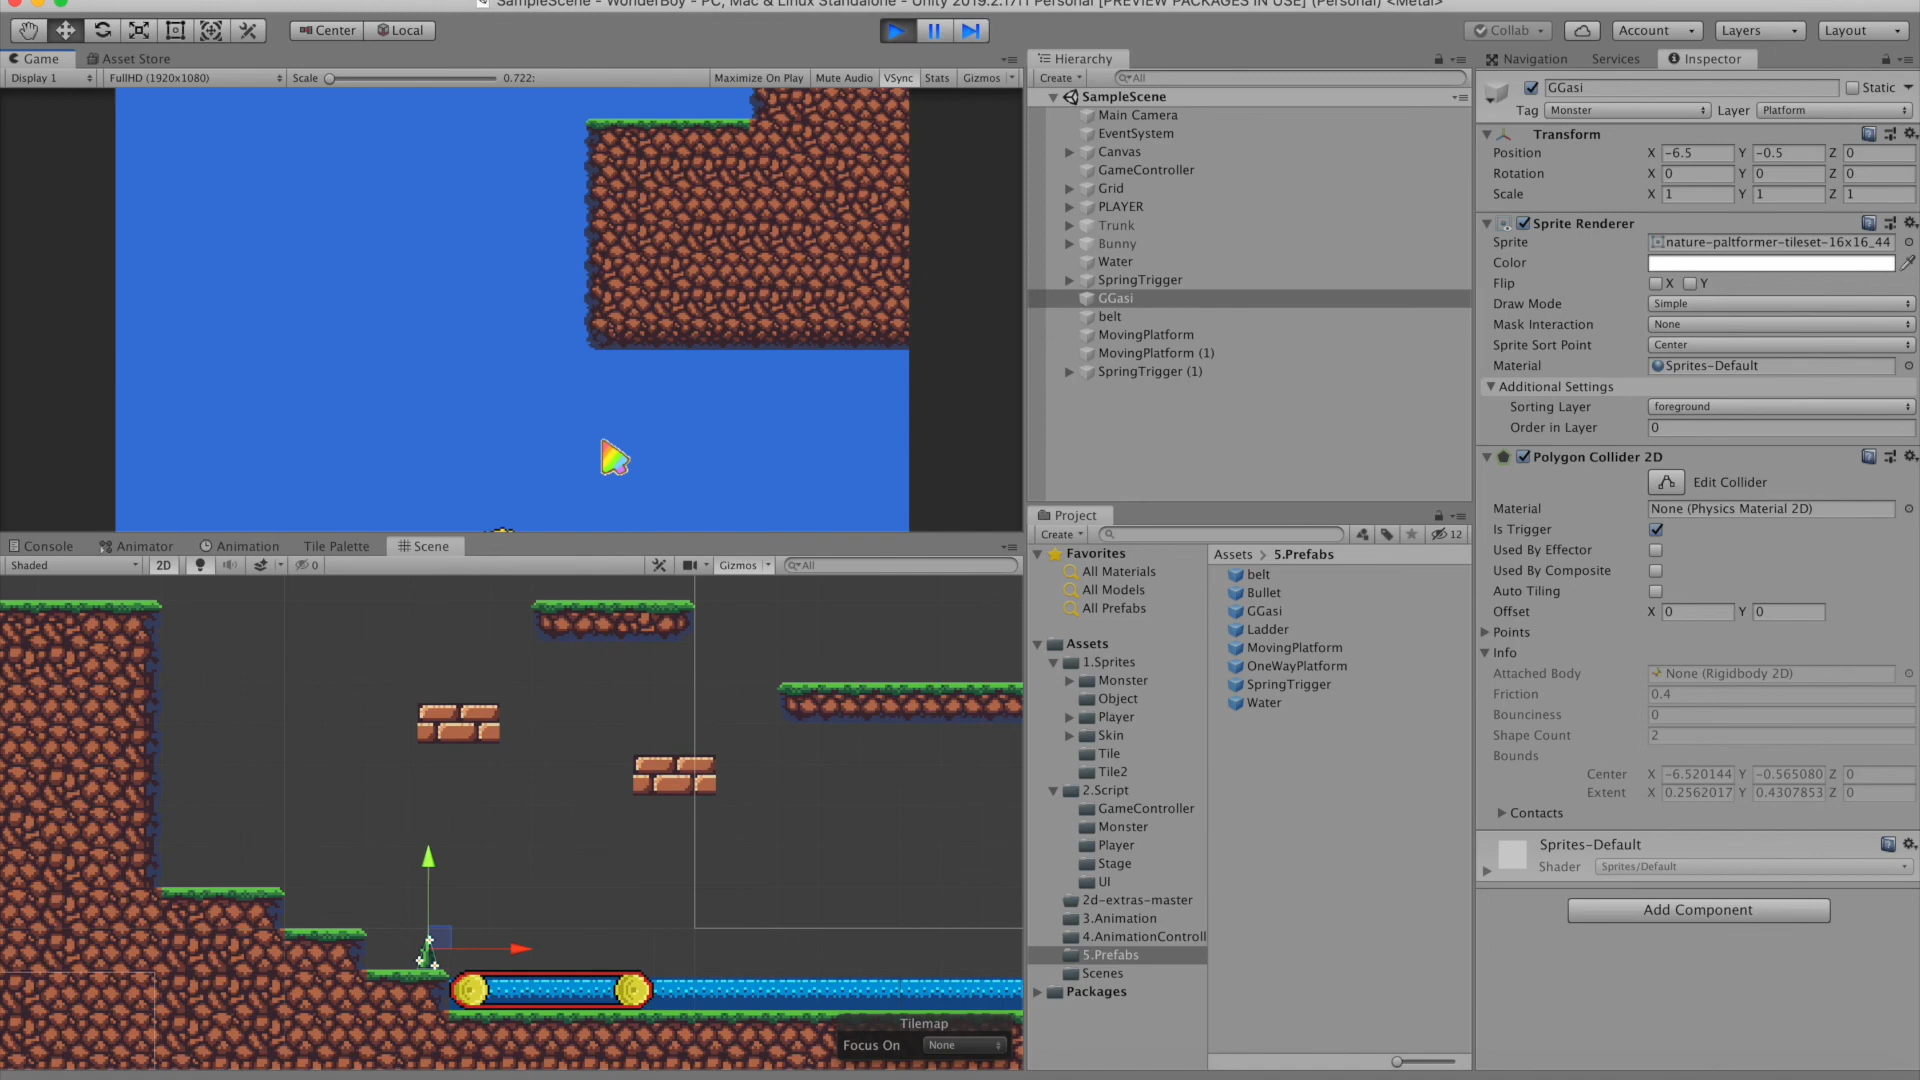 SampleScene - WonderBoy - PC, Mac & Linux Standalone - Unity 2019.2.17f1 Personal [PREVIEW PACKAGES IN USE] (Personal) <Metal>
Center Local Collab Account Layers Layout
Game Asset Store
Display 1 FullHD (1920x1080) Scale 0.722: Maximize On Play Mute Audio VSync Stats Gizmos
Hierarchy
Create All
SampleScene
Main Camera
EventSystem
Canvas
GameController
Grid
PLAYER
Trunk
Bunny
Water
SpringTrigger
GGasi
belt
MovingPlatform
MovingPlatform (1)
SpringTrigger (1)
Navigation Services Inspector
GGasi Static
Tag Monster Layer Platform
Transform
Position X -6.5 Y -0.5 Z 0
Rotation X 0 Y 0 Z 0
Scale X 1 Y 1 Z 1
Sprite Renderer
Sprite nature-paltformer-tileset-16x16_44
Color
Flip X Y
Draw Mode Simple
Mask Interaction None
Sprite Sort Point Center
Material Sprites-Default
Additional Settings
Sorting Layer foreground
Order in Layer 0
Polygon Collider 2D
Edit Collider
Material None (Physics Material 2D)
Is Trigger
Used By Effector
Used By Composite
Auto Tiling
Offset X 0 Y 0
Points
Info
Attached Body None (Rigidbody 2D)
Friction 0.4
Bounciness 0
Shape Count 2
Bounds
Center X -6.520144 Y -0.565080 Z 0
Extent X 0.2562017 Y 0.4307853 Z 0
Contacts
Sprites-Default
Shader Sprites/Default
Add Component
Console Animator Animation Tile Palette Scene
Shaded 2D 0 Gizmos All
Tilemap
Focus On None
Project
Create 12
Favorites
All Materials
All Models
All Prefabs
Assets
1.Sprites
Monster
Object
Player
Skin
Tile
Tile2
2.Script
GameController
Monster
Player
Stage
UI
2d-extras-master
3.Animation
4.AnimationControll
5.Prefabs
Scenes
Packages
Assets > 5.Prefabs
belt
Bullet
GGasi
Ladder
MovingPlatform
OneWayPlatform
SpringTrigger
Water